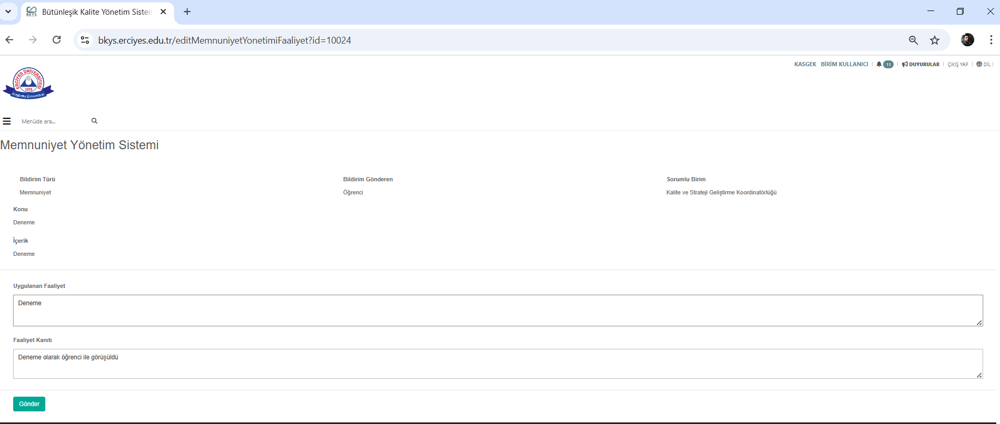 BKYS
Bütünleşik Kalite Yönetim Sisten
bkys.erciyes.edu.tr/editMemnuniyetYonetimiFaaliyet?id=10024
KASGEK BİRİM KULLANICI 11 DUYURULAR ÇIKIŞ YAP DİL
ERCİYES ÜNİVERSİTESİ
1978
Araştırma Üniversitesi
Menüde ara...
Memnuniyet Yönetim Sistemi
Bildirim Türü Bildirim Gönderen Sorumlu Birim
Memnuniyet Öğrenci Kalite ve Strateji Geliştirme Koordinatörlüğü
Konu
Deneme
İçerik
Deneme
Uygulanan Faaliyet
Deneme
Faaliyet Kanıtı
Deneme olarak öğrenci ile görüşüldü
Gönder